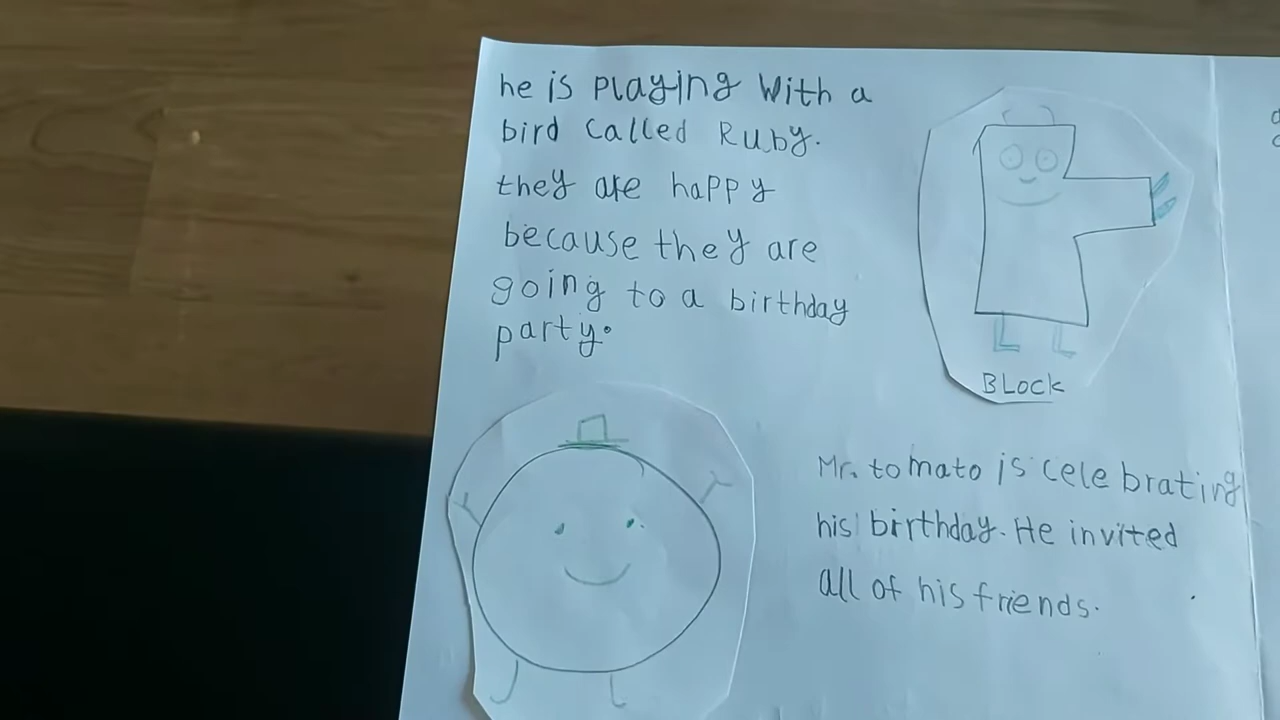 he is playing with a
bird called Ruby.
they are happy
because they are
going to a birthday
party.
BLock
Mr. tomato is celebrating
his birthday. He invited
all of his friends.